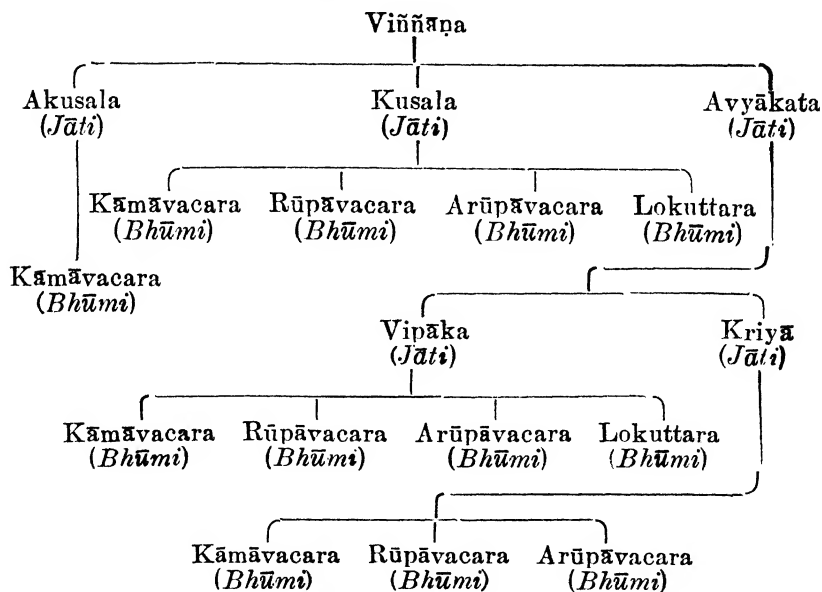 Viññāṇa
Akusala Kusala Avyākata
(Jāti) (Jāti) (Jāti)
Kāmāvacara Rūpāvacara Arūpāvacara Lokuttara
(Bhūmi) (Bhūmi) (Bhūmi) (Bhūmi)
Kāmāvacara
(Bhūmi)
Vipāka Kriyā
(Jāti) (Jāti)
Kāmāvacara Rūpāvacara Arūpāvacara Lokuttara
(Bhūmi) (Bhūmi) (Bhūmi) (Bhūmi)
Kāmāvacara Rūpāvacara Arūpāvacara
(Bhūmi) (Bhūmi) (Bhūmi)